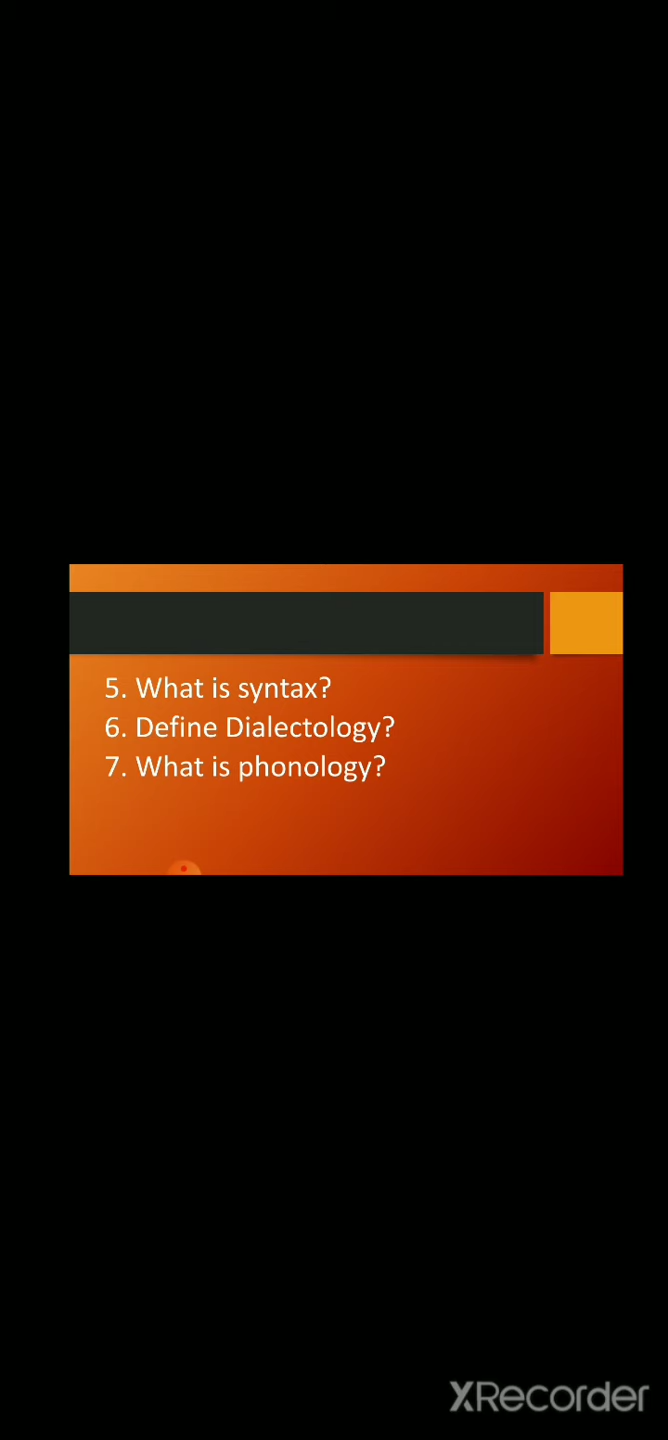 5. What is syntax?
6. Define Dialectology?
7. What is phonology?
XRecorder